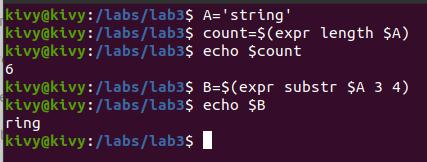 kivy@kivy:/labs/lab3$ A='string'
kivy@kivy:/labs/lab3$ count=$(expr length $A)
kivy@kivy:/labs/lab3$ echo $count
6
kivy@kivy:/labs/lab3$ B=$(expr substr $A 3 4)
kivy@kivy:/labs/lab3$ echo $B
ring
kivy@kivy:/labs/lab3$